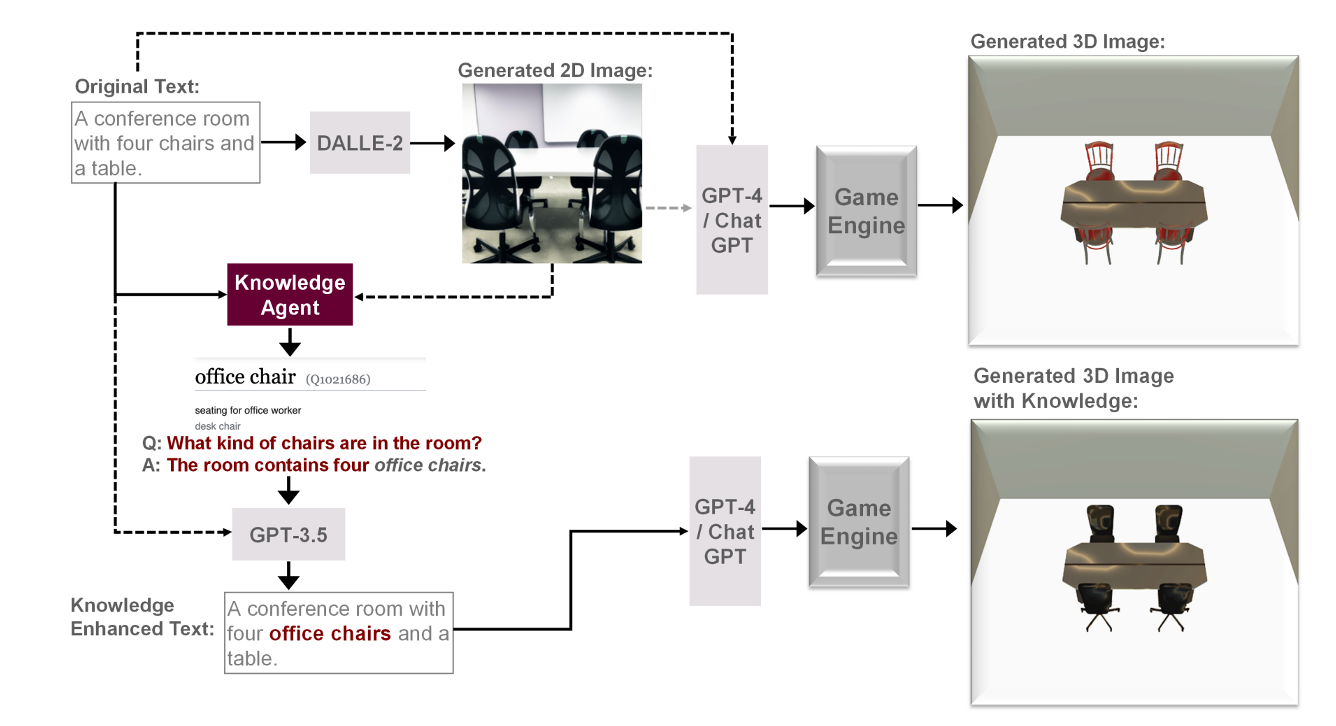 Original Text:
A conference room
with four chairs and
a table.
DALLE-2
Generated 2D Image:
GPT-4
/ Chat
GPT
Game
Engine
Generated 3D Image:
Knowledge
Agent
office chair (Q1021686)
seating for office worker
desk chair
Q: What kind of chairs are in the room?
A: The room contains four office chairs.
GPT-3.5
Knowledge
Enhanced Text:
A conference room with
four office chairs and a
table.
GPT-4
/ Chat
GPT
Game
Engine
Generated 3D Image
with Knowledge: